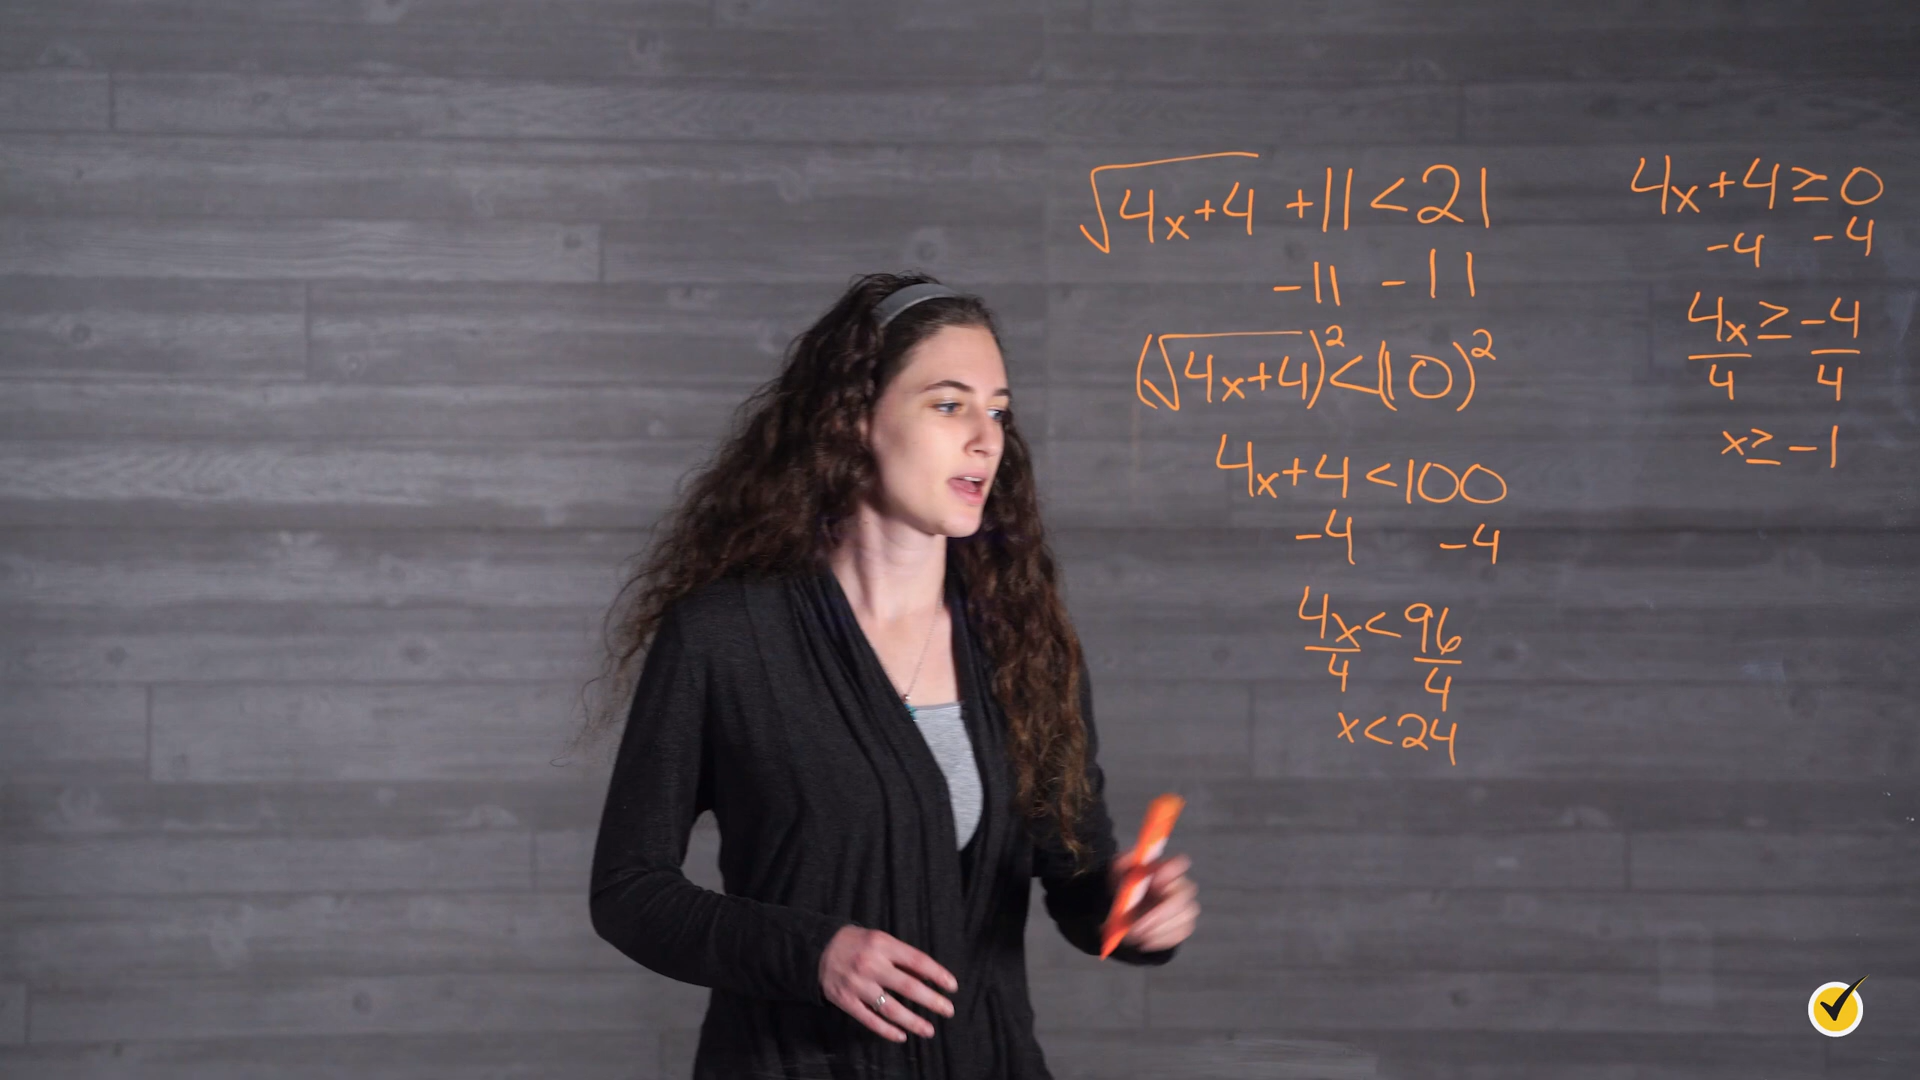 √4x+4 +11<21
-11 -11
(√4x+4)²<(10)²
4x+4<100
-4 -4
4x<96
4 4
x<24
4x+4≥0
-4 -4
4x≥-4
4 4
x≥-1